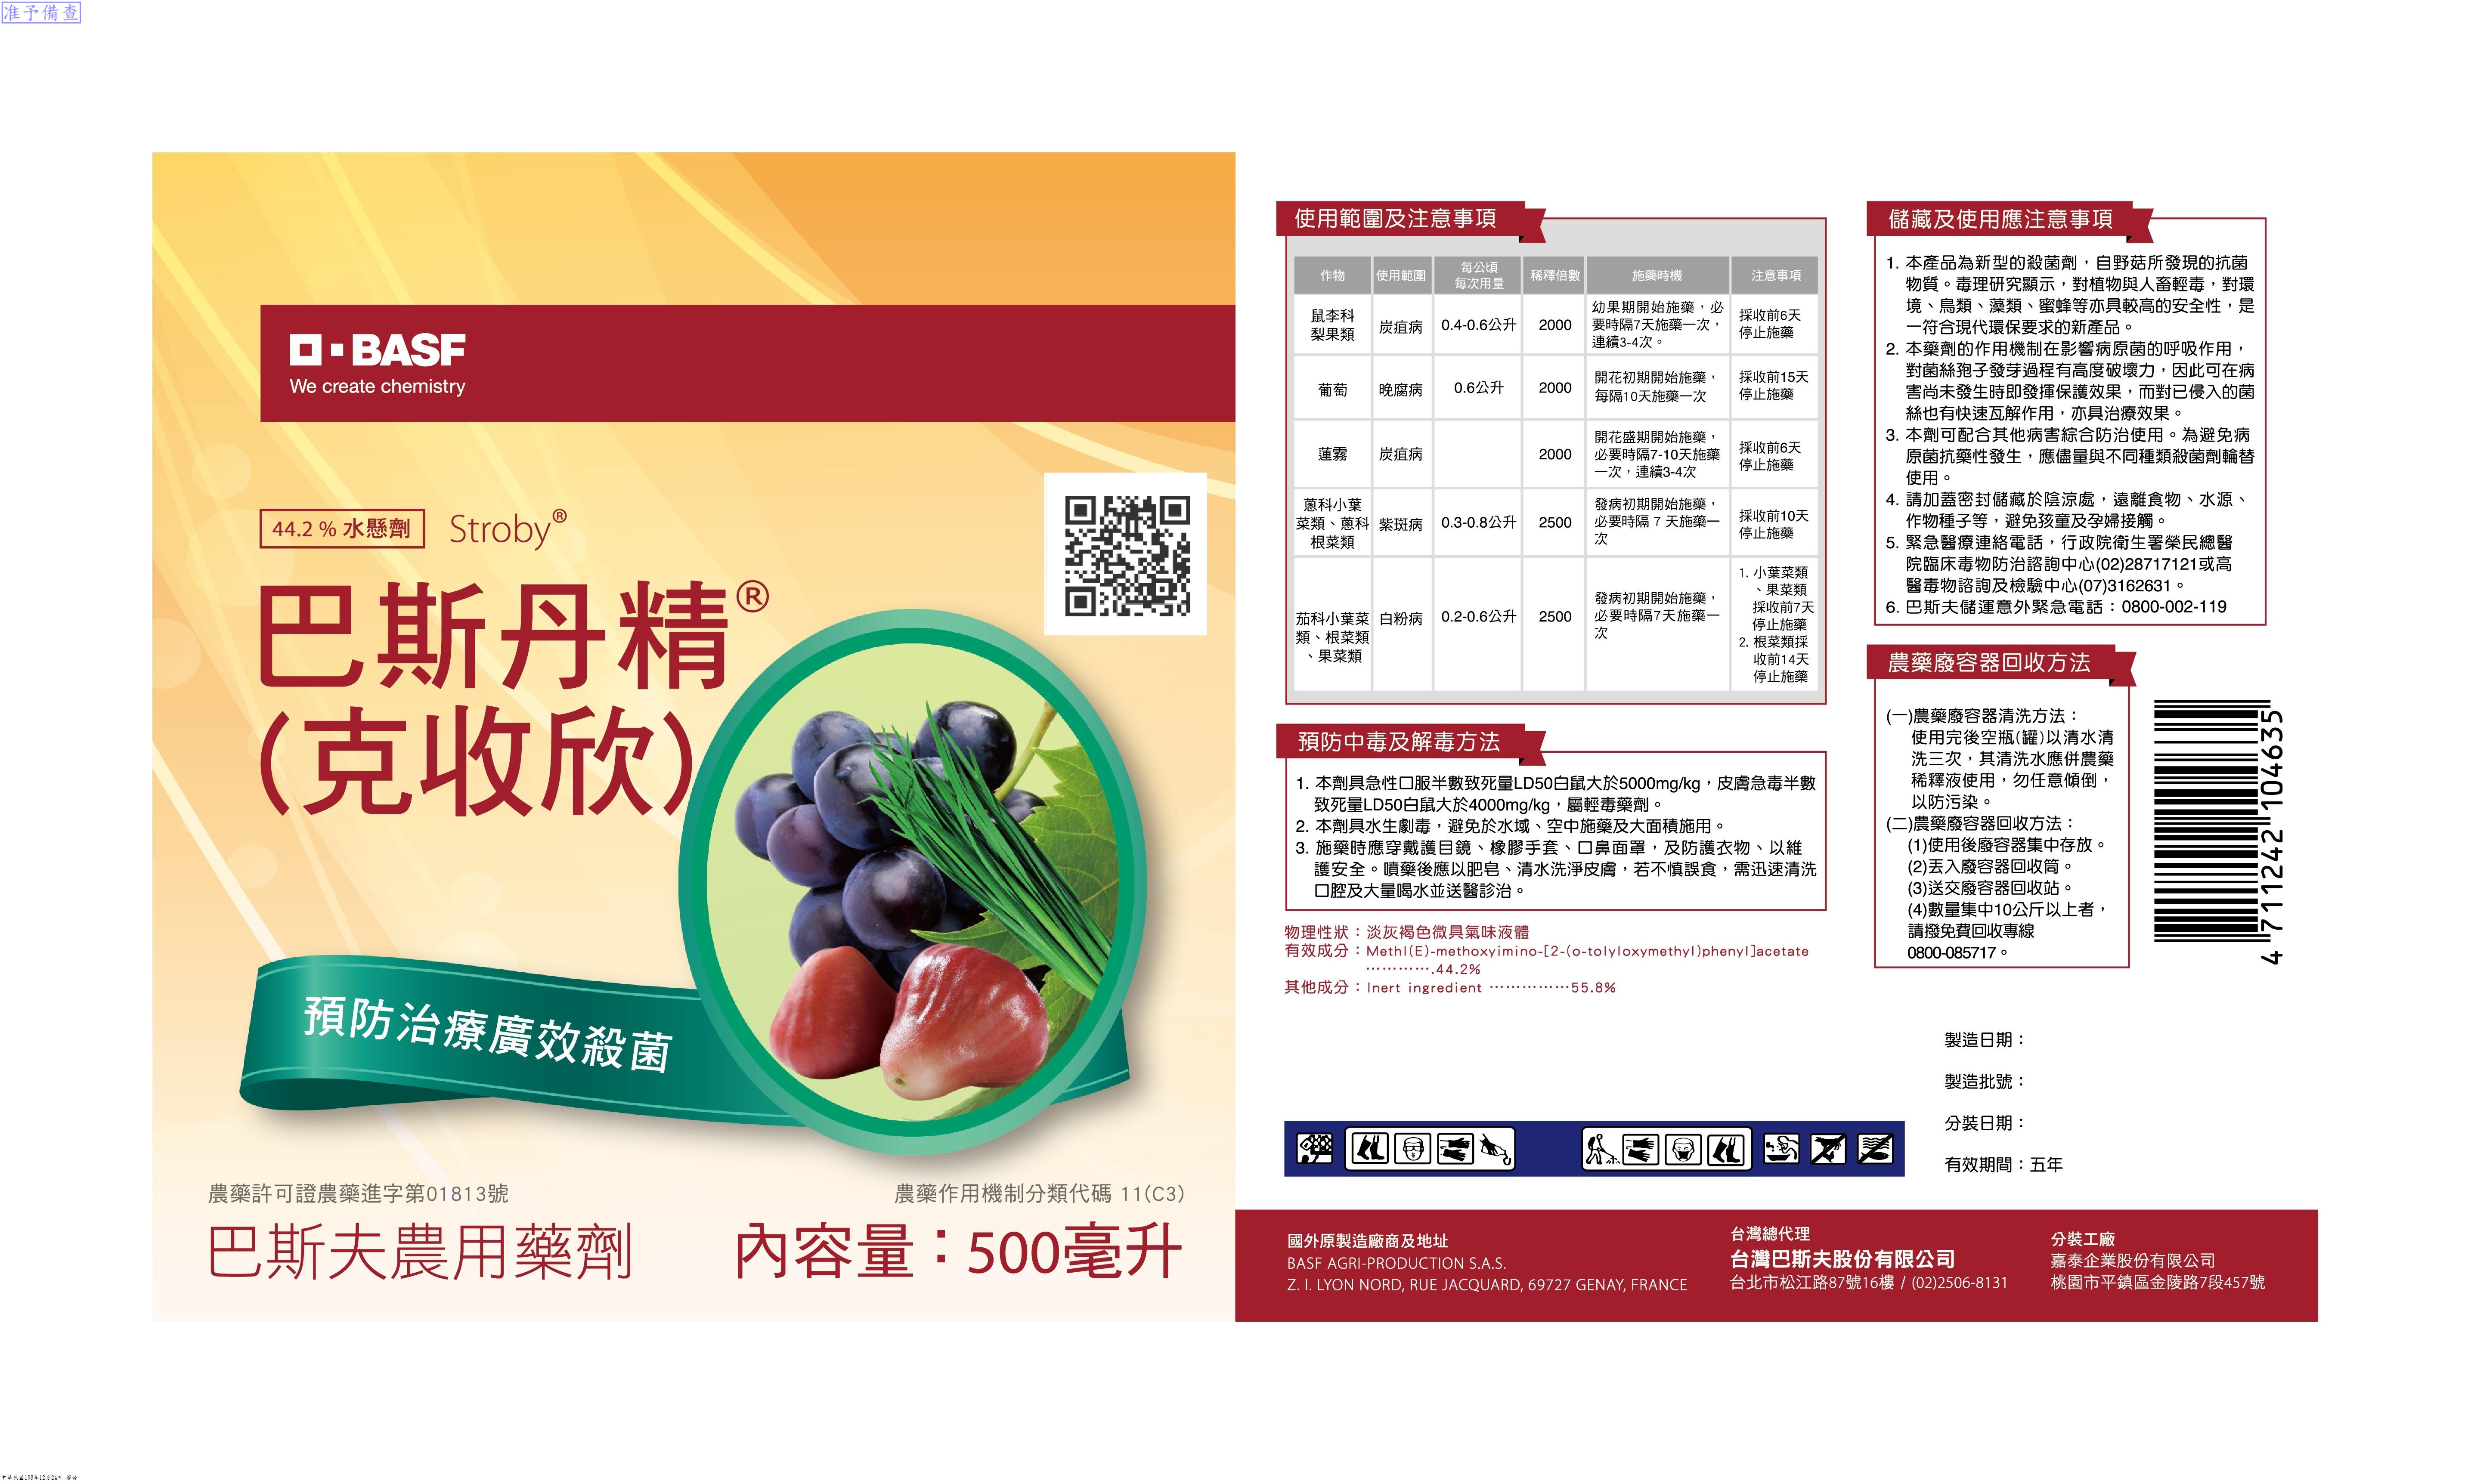 准予備查
BASF
We create chemistry
44.2 % 水懸劑
Stroby®
巴斯丹精®
(克收欣)
預防治療廣效殺菌
農藥許可證農藥進字第01813號
農藥作用機制分類代碼 11(C3)
巴斯夫農用藥劑
內容量：500毫升
使用範圍及注意事項
作物 使用範圍 每公頃每次用量 稀釋倍數 施藥時機 注意事項
鼠李科
梨果類
炭疽病
0.4-0.6公升
2000
幼果期開始施藥，必
要時隔7天施藥一次，
連續3-4次。
採收前6天
停止施藥
葡萄
晚腐病
0.6公升
2000
開花初期開始施藥，
每隔10天施藥一次
採收前15天
停止施藥
蓮霧
炭疽病
2000
開花盛期開始施藥，
必要時隔7-10天施藥
一次，連續3-4次
採收前6天
停止施藥
蔥科小葉
菜類、蔥科
根菜類
紫斑病
0.3-0.8公升
2500
發病初期開始施藥，
必要時隔 7 天施藥一
次
採收前10天
停止施藥
茄科小葉菜
類、根菜類
、果菜類
白粉病
0.2-0.6公升
2500
發病初期開始施藥，
必要時隔7天施藥一
次
1. 小葉菜類
、果菜類
採收前7天
停止施藥
2. 根菜類採
收前14天
停止施藥
預防中毒及解毒方法
1. 本劑具急性口服半數致死量LD50白鼠大於5000mg/kg，皮膚急毒半數
致死量LD50白鼠大於4000mg/kg，屬輕毒藥劑。
2. 本劑具水生劇毒，避免於水域、空中施藥及大面積施用。
3. 施藥時應穿戴護目鏡、橡膠手套、口鼻面罩，及防護衣物、以維
護安全。噴藥後應以肥皂、清水洗淨皮膚，若不慎誤食，需迅速清洗
口腔及大量喝水並送醫診治。
物理性狀：淡灰褐色微具氣味液體
有效成分：Methl(E)-methoxyimino-[2-(o-tolyloxymethyl)phenyl]acetate
………….44.2%
其他成分：Inert ingredient ……………55.8%
儲藏及使用應注意事項
1. 本產品為新型的殺菌劑，自野菇所發現的抗菌
物質。毒理研究顯示，對植物與人畜輕毒，對環
境、鳥類、藻類、蜜蜂等亦具較高的安全性，是
一符合現代環保要求的新產品。
2. 本藥劑的作用機制在影響病原菌的呼吸作用，
對菌絲孢子發芽過程有高度破壞力，因此可在病
害尚未發生時即發揮保護效果，而對已侵入的菌
絲也有快速瓦解作用，亦具治療效果。
3. 本劑可配合其他病害綜合防治使用。為避免病
原菌抗藥性發生，應儘量與不同種類殺菌劑輪替
使用。
4. 請加蓋密封儲藏於陰涼處，遠離食物、水源、
作物種子等，避免孩童及孕婦接觸。
5. 緊急醫療連絡電話，行政院衛生署榮民總醫
院臨床毒物防治諮詢中心(02)28717121或高
醫毒物諮詢及檢驗中心(07)3162631。
6. 巴斯夫儲運意外緊急電話：0800-002-119
農藥廢容器回收方法
(一)農藥廢容器清洗方法：
使用完後空瓶(罐)以清水清
洗三次，其清洗水應併農藥
稀釋液使用，勿任意傾倒，
以防污染。
(二)農藥廢容器回收方法：
(1)使用後廢容器集中存放。
(2)丟入廢容器回收筒。
(3)送交廢容器回收站。
(4)數量集中10公斤以上者，
請撥免費回收專線
0800-085717。
4 711242 104635
製造日期：
製造批號：
分裝日期：
有效期間：五年
國外原製造廠商及地址
BASF AGRI-PRODUCTION S.A.S.
Z. I. LYON NORD, RUE JACQUARD, 69727 GENAY, FRANCE
台灣總代理
台灣巴斯夫股份有限公司
台北市松江路87號16樓 / (02)2506-8131
分裝工廠
嘉泰企業股份有限公司
桃園市平鎮區金陵路7段457號
中華民國108年12月24日